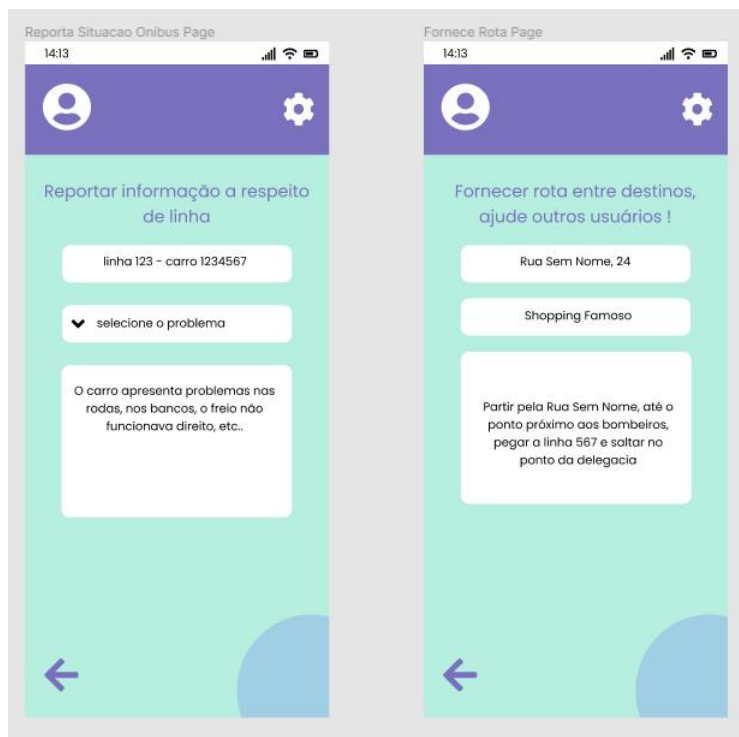 Reporta Situacao Onibus Page
14:13
Reportar informação a respeito
de linha
linha 123 - carro 1234567
selecione o problema
O carro apresenta problemas nas
rodas, nos bancos, o freio não
funcionava direito, etc..
Fornece Rota Page
14:13
Fornecer rota entre destinos,
ajude outros usuários !
Rua Sem Nome, 24
Shopping Famoso
Partir pela Rua Sem Nome, até o
ponto próximo aos bombeiros,
pegar a linha 567 e saltar no
ponto da delegacia